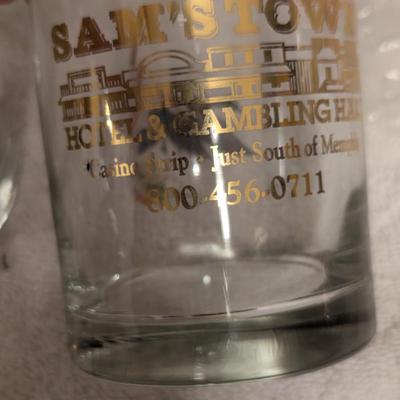 SAM'S TOWN
HOTEL & GAMBLING HALL
Casino Strip • Just South of Memphis
800-456-0711